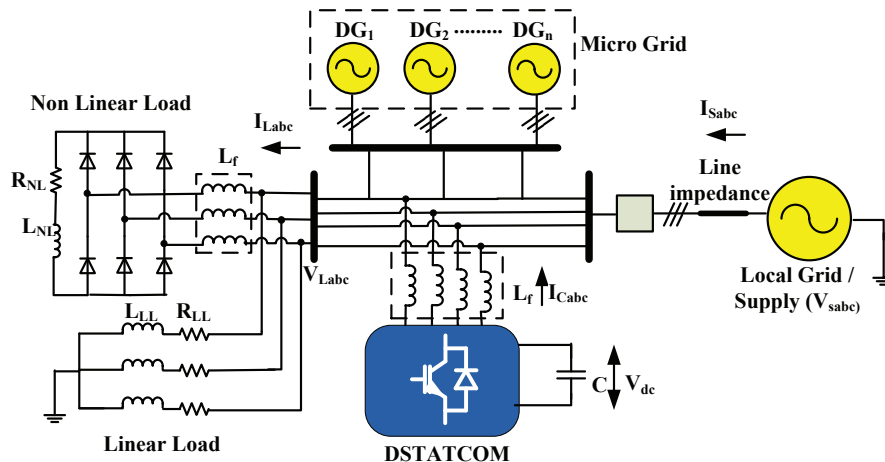 DG1 DG2 ......... DGn
Micro Grid
Non Linear Load
ILabc
ISabc
Lf
RNL
Line
impedance
LNL
VLabc
Local Grid /
Supply (Vsabc)
Lf
ICabc
LLL
RLL
C
Vdc
Linear Load
DSTATCOM